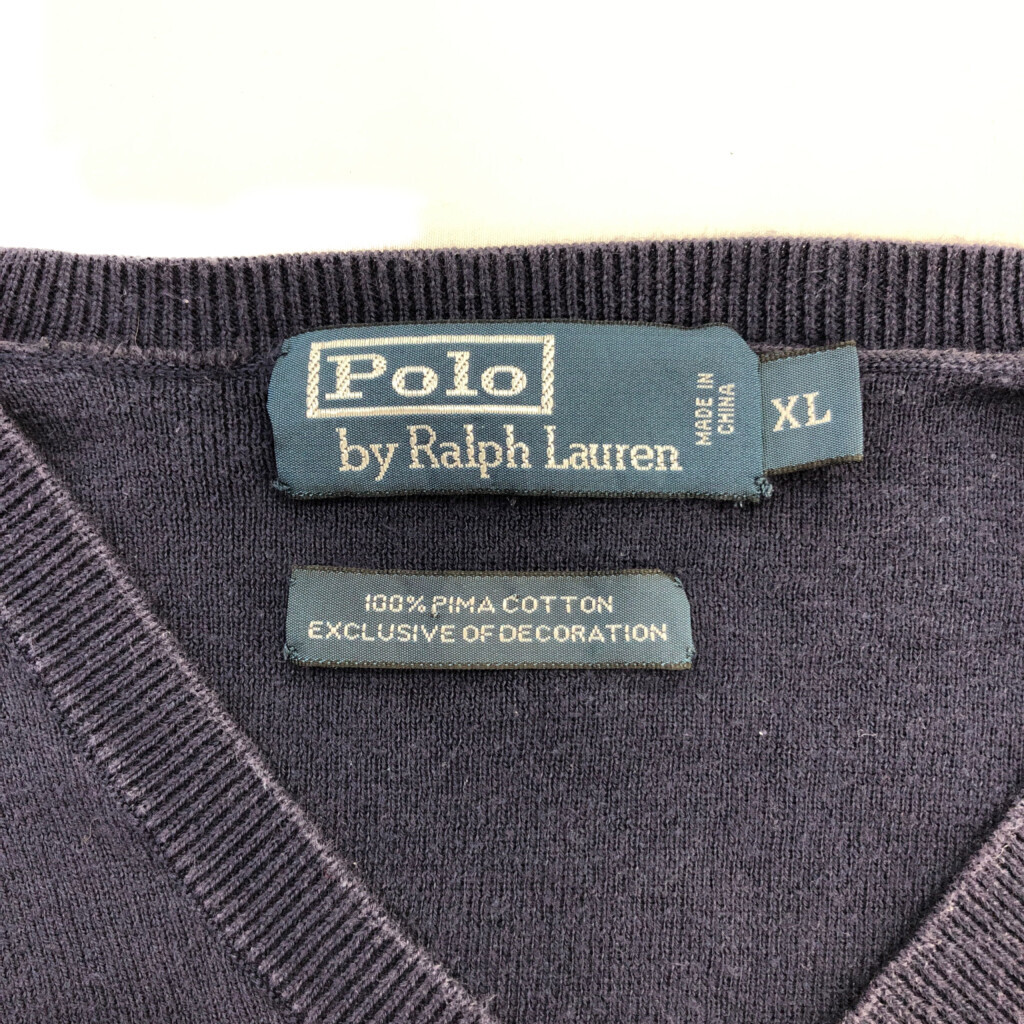 Polo
by Ralph Lauren
MADE IN
CHINA
XL
100% PIMA COTTON
EXCLUSIVE OF DECORATION